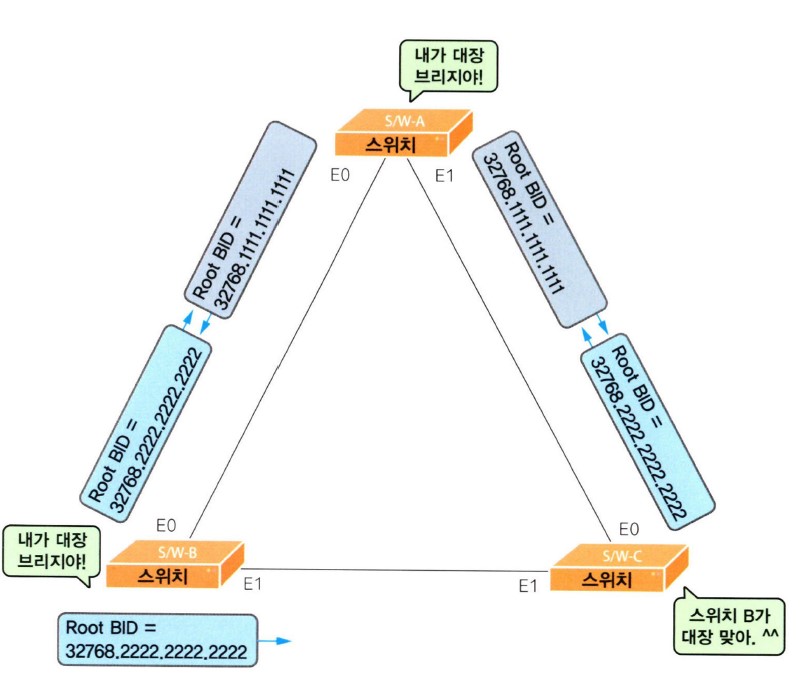 내가 대장
브리지야!
S/W-A
스위치
E0
E1
Root BID =
32768.1111.1111.1111
Root BID =
32768.1111.1111.1111
Root BID =
32768.2222.2222.2222
Root BID =
32768.2222.2222.2222
E0
E0
내가 대장
브리지야!
S/W-B
스위치
E1
E1
S/W-C
스위치
Root BID =
32768.2222.2222.2222
스위치 B가
대장 맞아. ^^